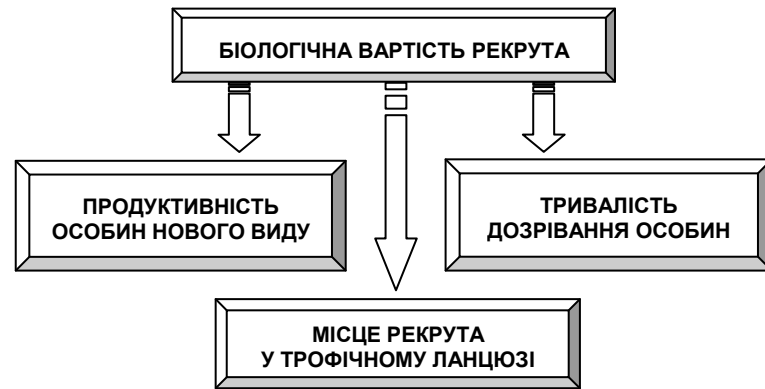 БІОЛОГІЧНА ВАРТІСТЬ РЕКРУТА
ПРОДУКТИВНІСТЬ
ОСОБИН НОВОГО ВИДУ
ТРИВАЛІСТЬ
ДОЗРІВАННЯ ОСОБИН
МІСЦЕ РЕКРУТА
У ТРОФІЧНОМУ ЛАНЦЮЗІ